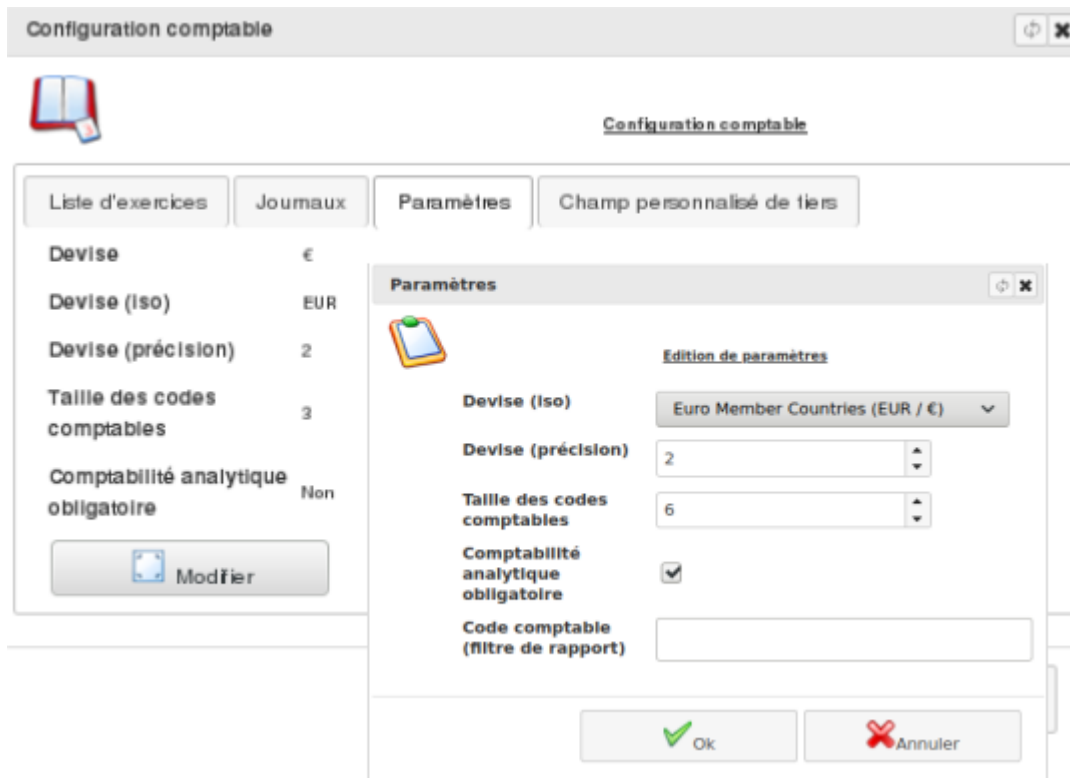 Configuration comptable
Configuration comptable
Liste d'exercices
Journaux
Paramètres
Champ personnalisé de tiers
Devise €
Devise (iso) EUR
Devise (précision) 2
Taille des codes
comptables
3
Comptabilité analytique
obligatoire
Non
Modifier
Paramètres
Edition de paramètres
Devise (iso)
Euro Member Countries (EUR / €)
Devise (précision)
2
Taille des codes
comptables
6
Comptabilité
analytique
obligatoire
Code comptable
(filtre de rapport)
Ok
Annuler